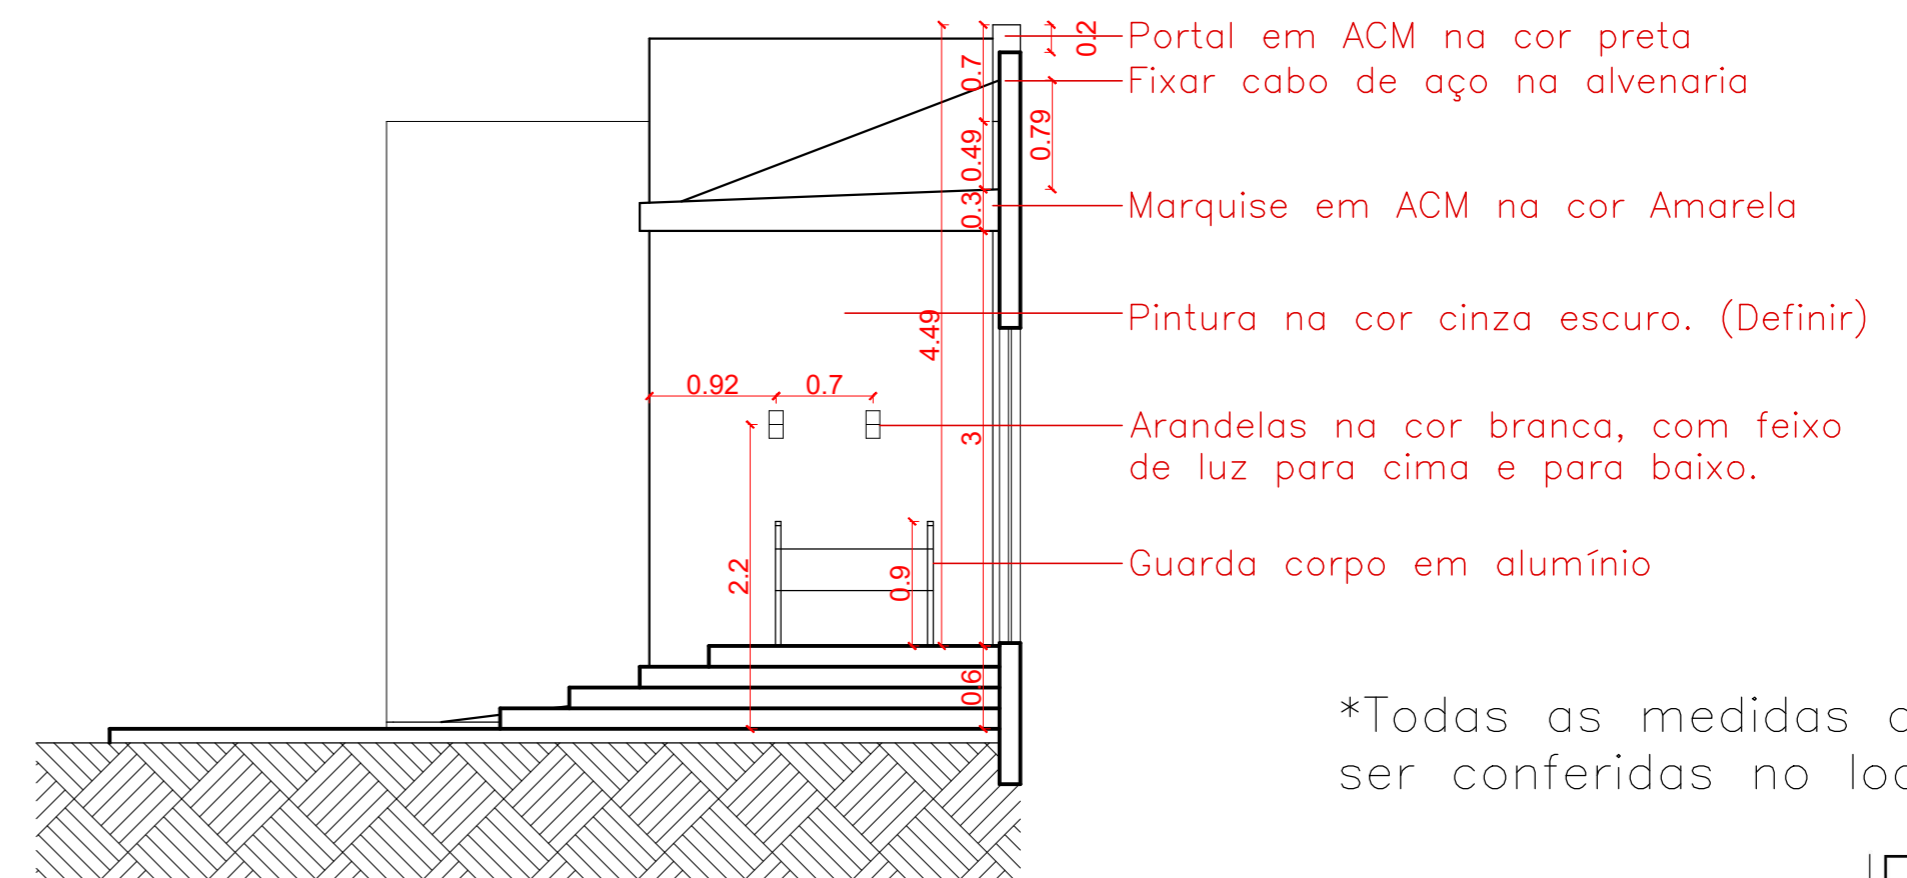 0.2
Portal em ACM na cor preta
0.7
Fixar cabo de aço na alvenaria
0.79
0.49
0.3
Marquise em ACM na cor Amarela
4.49
Pintura na cor cinza escuro. (Definir)
0.92 0.7
3
Arandelas na cor branca, com feixo
de luz para cima e para baixo.
2.2
0.9
Guarda corpo em alumínio
0.6
*Todas as medidas
ser conferidas no